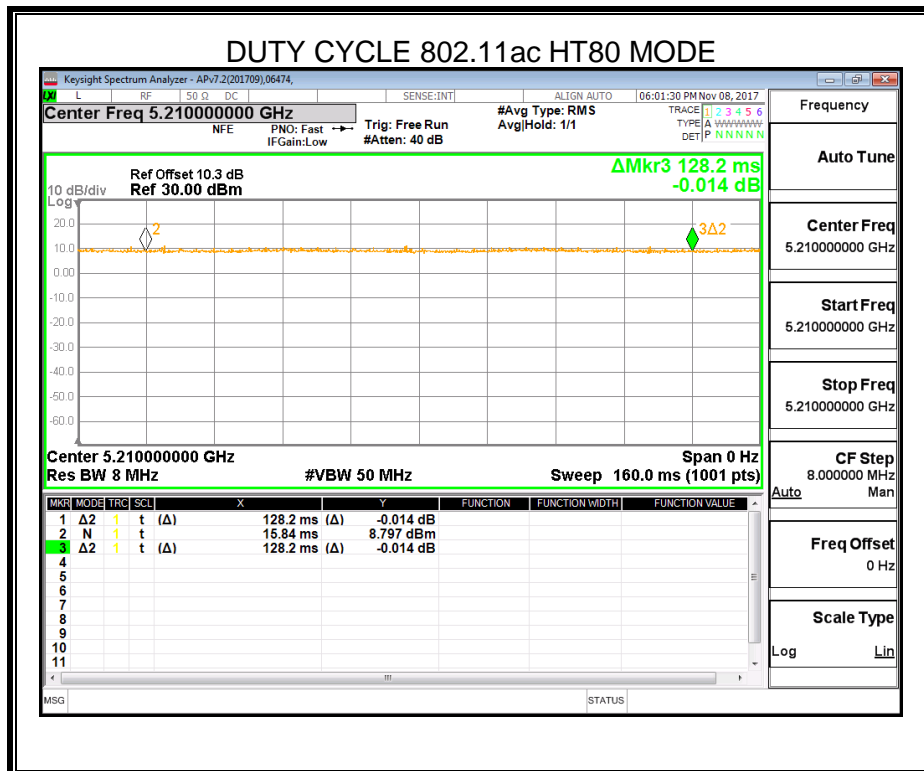 DUTY CYCLE 802.11ac HT80 MODE
Keysight Spectrum Analyzer - APv7.2(201709),06474,
LXI L RF 50 Ω DC SENSE:INT ALIGN AUTO 06:01:30 PM Nov 08, 2017
Center Freq 5.210000000 GHz
NFE PNO: Fast IFGain:Low
Trig: Free Run
#Atten: 40 dB
#Avg Type: RMS
Avg|Hold: 1/1
TRACE 1 2 3 4 5 6
TYPE A WWWWW
DET P N N N N N
Ref Offset 10.3 dB
10 dB/div Ref 30.00 dBm
Log
ΔMkr3 128.2 ms
-0.014 dB
20.0
10.0
0.00
-10.0
-20.0
-30.0
-40.0
-50.0
-60.0
2
3Δ2
Center 5.210000000 GHz Span 0 Hz
Res BW 8 MHz #VBW 50 MHz Sweep 160.0 ms (1001 pts)
MKR MODE TRC SCL X Y FUNCTION FUNCTION WIDTH FUNCTION VALUE
1 Δ2 1 t (Δ) 128.2 ms (Δ) -0.014 dB
2 N 1 t 15.84 ms 8.797 dBm
3 Δ2 1 t (Δ) 128.2 ms (Δ) -0.014 dB
4
5
6
7
8
9
10
11
MSG STATUS
Frequency
Auto Tune
Center Freq
5.210000000 GHz
Start Freq
5.210000000 GHz
Stop Freq
5.210000000 GHz
CF Step
8.000000 MHz
Auto Man
Freq Offset
0 Hz
Scale Type
Log Lin